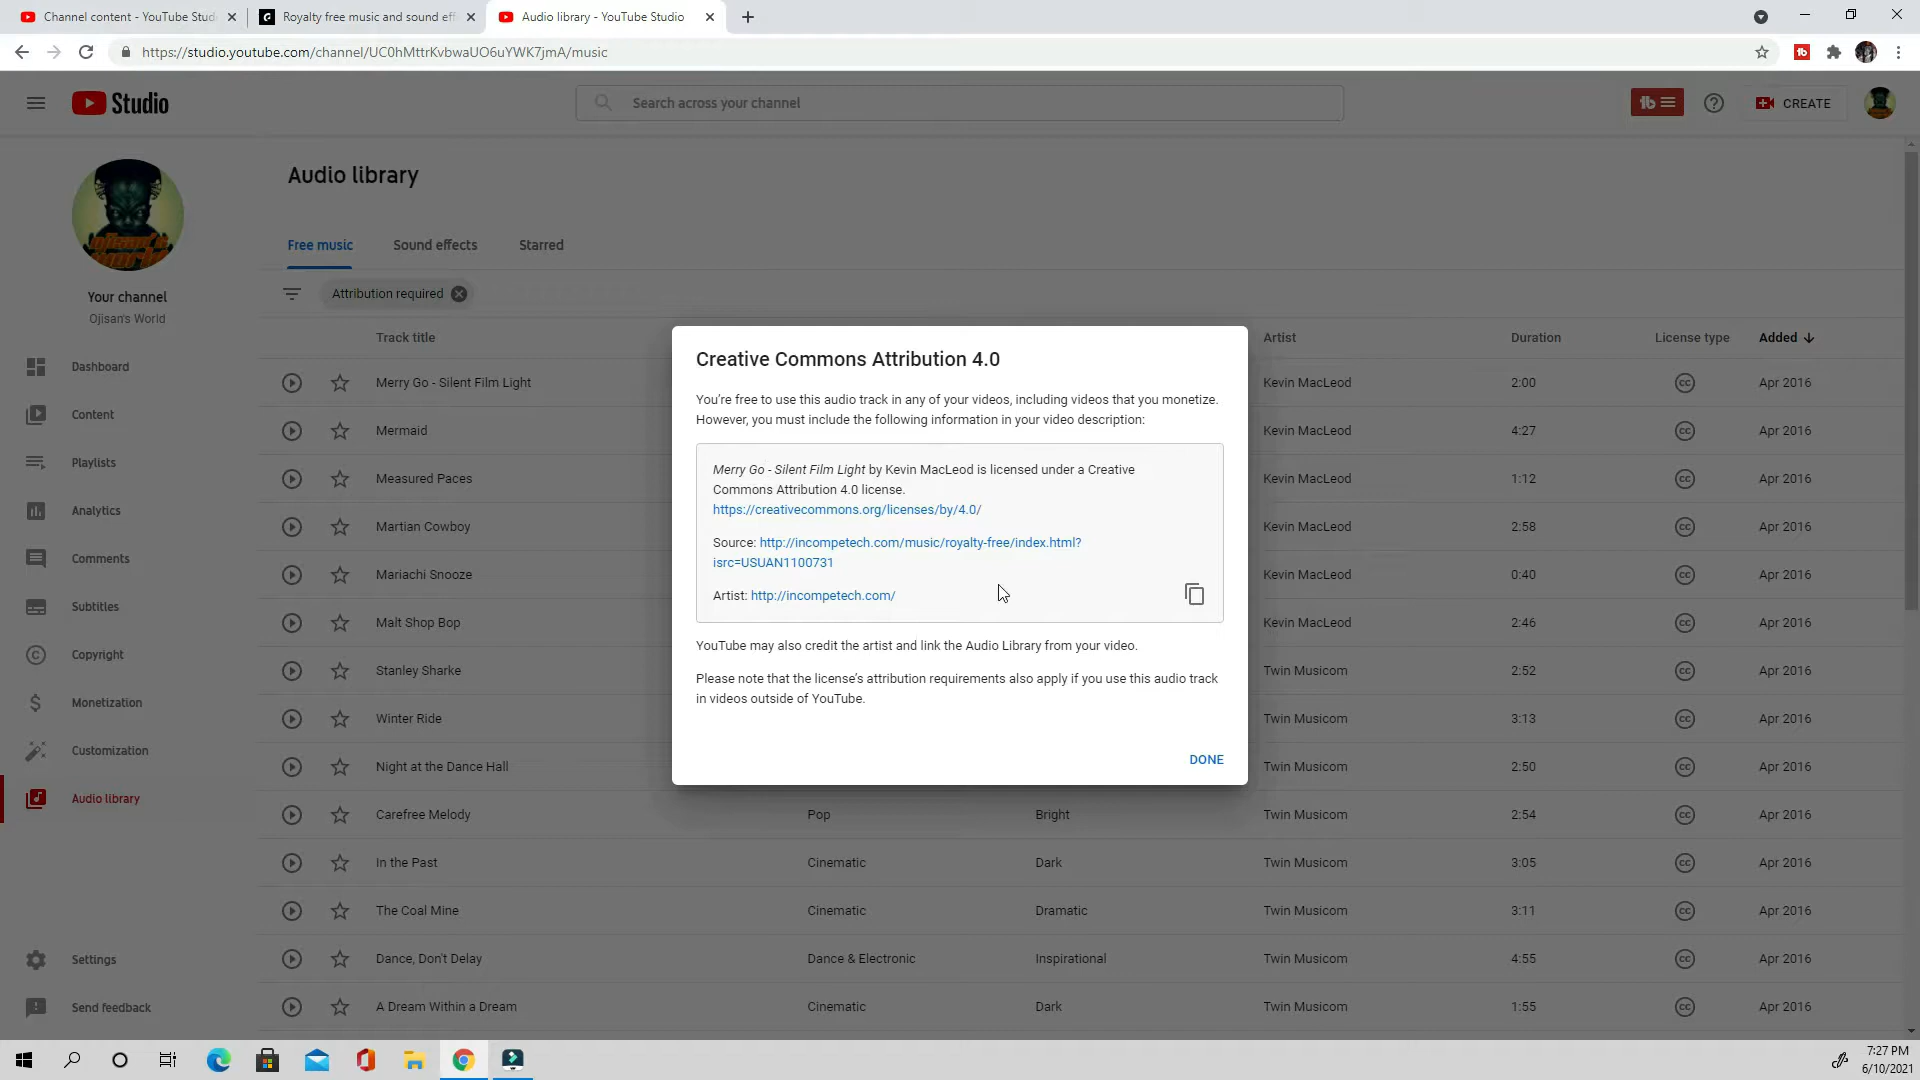 Channel content - YouTube Stud
Royalty free music and sound eff
Audio library - YouTube Studio
https://studio.youtube.com/channel/UC0hMttrKvbwaUO6uYWK7jmA/music
Studio
Search across your channel
CREATE
Audio library
Free music
Sound effects
Starred
Your channel
Ojisan's World
Attribution required
Track title
Artist
Duration
License type
Added
Dashboard
Content
Playlists
Analytics
Comments
Subtitles
Copyright
Monetization
Customization
Audio library
Settings
Send feedback
Merry Go - Silent Film Light Kevin MacLeod 2:00 Apr 2016
Mermaid Kevin MacLeod 4:27 Apr 2016
Measured Paces Kevin MacLeod 1:12 Apr 2016
Martian Cowboy Kevin MacLeod 2:58 Apr 2016
Mariachi Snooze Kevin MacLeod 0:40 Apr 2016
Malt Shop Bop Kevin MacLeod 2:46 Apr 2016
Stanley Sharke Twin Musicom 2:52 Apr 2016
Winter Ride Twin Musicom 3:13 Apr 2016
Night at the Dance Hall Twin Musicom 2:50 Apr 2016
Carefree Melody Pop Bright Twin Musicom 2:54 Apr 2016
In the Past Cinematic Dark Twin Musicom 3:05 Apr 2016
The Coal Mine Cinematic Dramatic Twin Musicom 3:11 Apr 2016
Dance, Don't Delay Dance & Electronic Inspirational Twin Musicom 4:55 Apr 2016
A Dream Within a Dream Cinematic Dark Twin Musicom 1:55 Apr 2016
Creative Commons Attribution 4.0
You're free to use this audio track in any of your videos, including videos that you monetize.
However, you must include the following information in your video description:
Merry Go - Silent Film Light by Kevin MacLeod is licensed under a Creative
Commons Attribution 4.0 license.
https://creativecommons.org/licenses/by/4.0/
Source: http://incompetech.com/music/royalty-free/index.html?
isrc=USUAN1100731
Artist: http://incompetech.com/
YouTube may also credit the artist and link the Audio Library from your video.
Please note that the license's attribution requirements also apply if you use this audio track
in videos outside of YouTube.
DONE
7:27 PM
6/10/2021